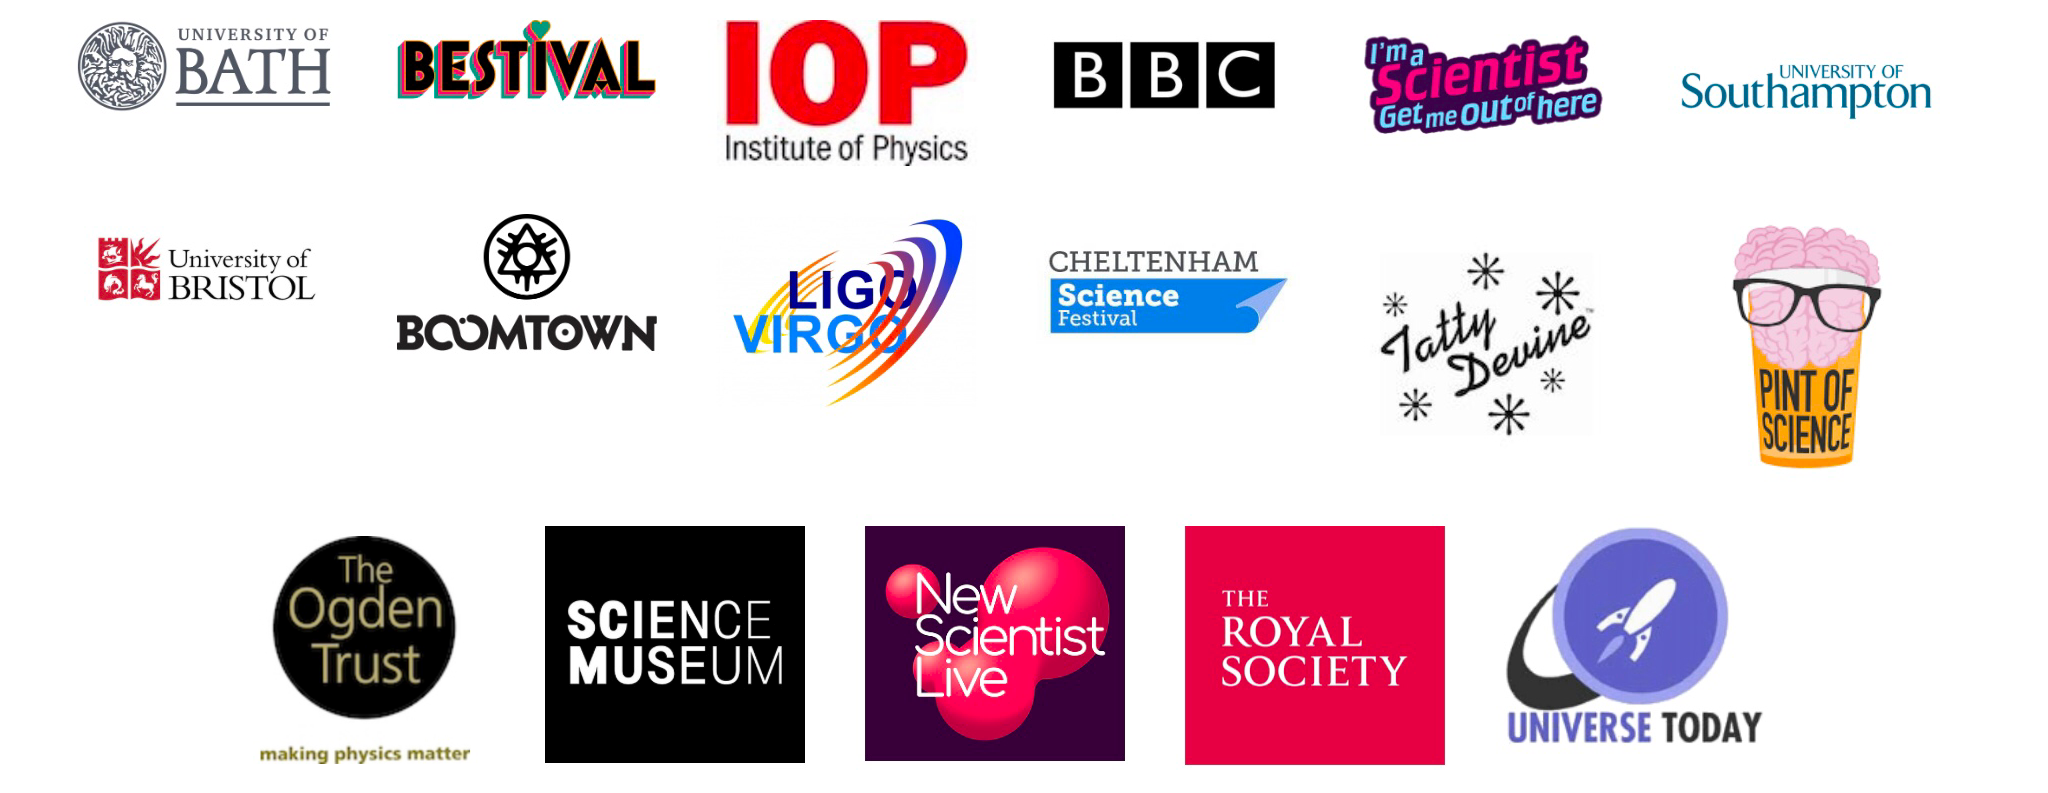 UNIVERSITY OF
BATH
BESTIVAL
IOP
Institute of Physics
BBC
I'm a
Scientist
Get me out of here
UNIVERSITY OF
Southampton
University of
BRISTOL
BOOMTOWN
LIGO
VIRGO
CHELTENHAM
Science
Festival
Tatty
Devine™
PINT OF
SCIENCE
The
Ogden
Trust
making physics matter
SCIENCE
MUSEUM
New
Scientist
Live
THE
ROYAL
SOCIETY
UNIVERSE TODAY